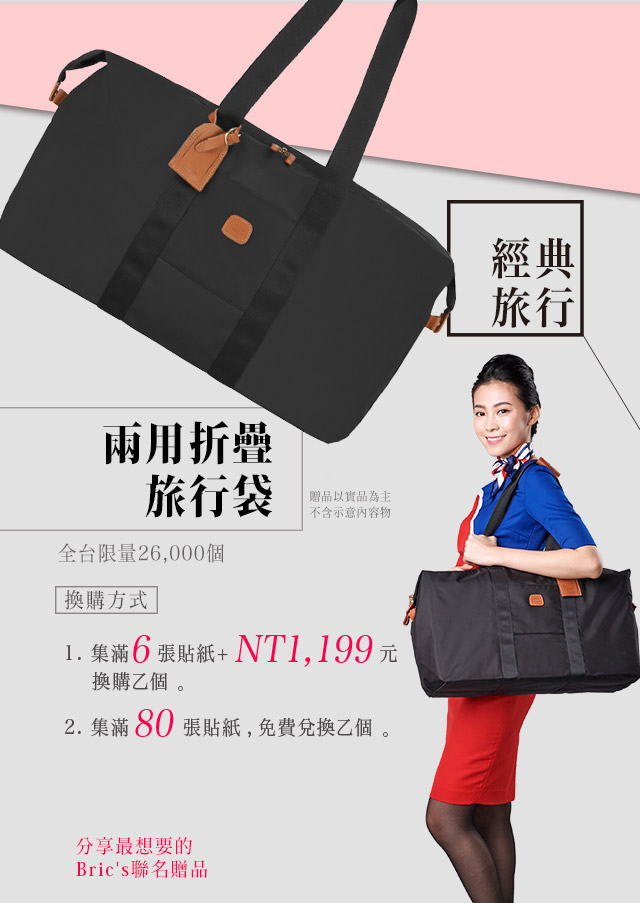 經典
旅行
兩用折疊
旅行袋
贈品以實品為主
不含示意內容物
全台限量26,000個
換購方式
1. 集滿6張貼紙+ NT1,199元
換購乙個。
2. 集滿80張貼紙,免費兌換乙個。
分享最想要的
Bric's聯名贈品